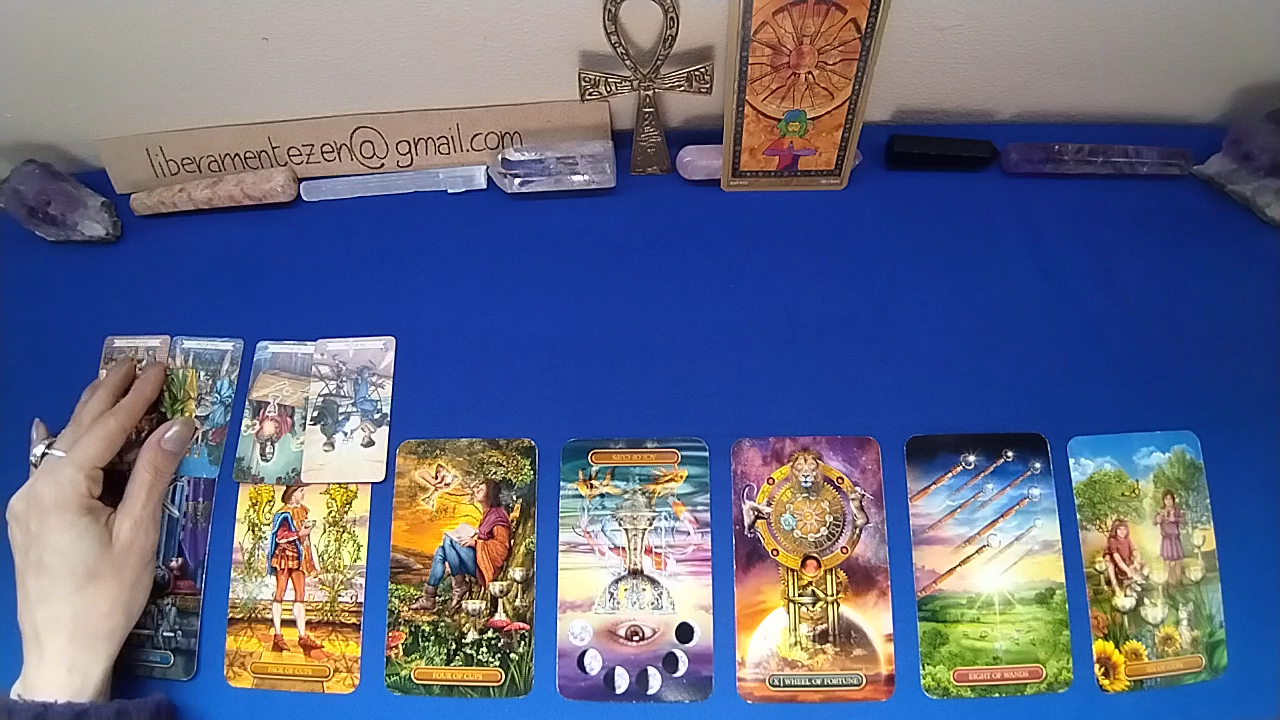 liberamentezen@gmail.com
ACE OF CUPS
PAGE OF CUPS
FOUR OF CUPS
X WHEEL OF FORTUNE
EIGHT OF WANDS
SIX OF CUPS